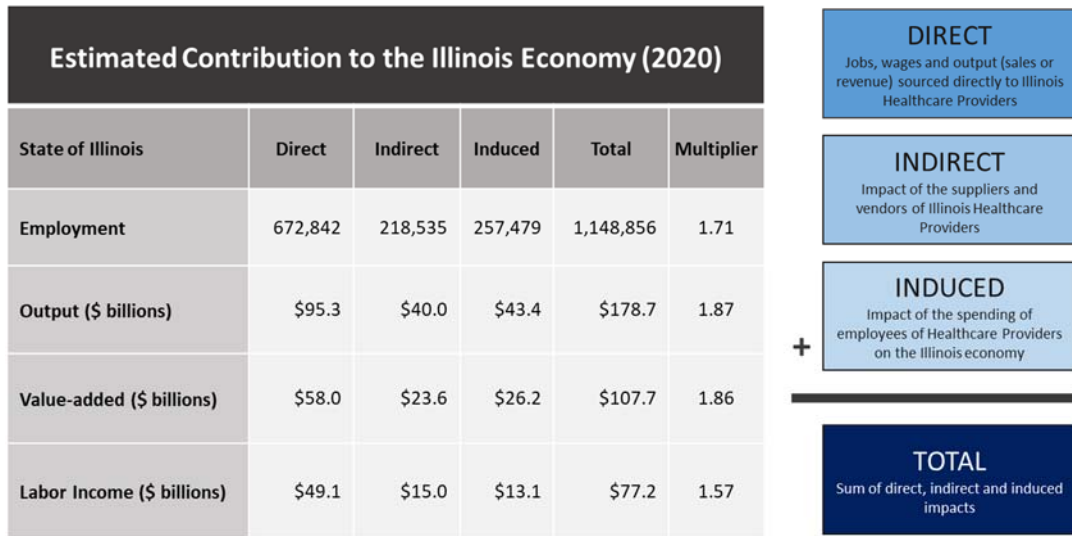 Estimated Contribution to the Illinois Economy (2020)
State of Illinois Direct Indirect Induced Total Multiplier
Employment 672,842 218,535 257,479 1,148,856 1.71
Output ($ billions) $95.3 $40.0 $43.4 $178.7 1.87
Value-added ($ billions) $58.0 $23.6 $26.2 $107.7 1.86
Labor Income ($ billions) $49.1 $15.0 $13.1 $77.2 1.57
DIRECT
Jobs, wages and output (sales or
revenue) sourced directly to Illinois
Healthcare Providers
INDIRECT
Impact of the suppliers and
vendors of Illinois Healthcare
Providers
+
INDUCED
Impact of the spending of
employees of Healthcare Providers
on the Illinois economy
TOTAL
Sum of direct, indirect and induced
impacts